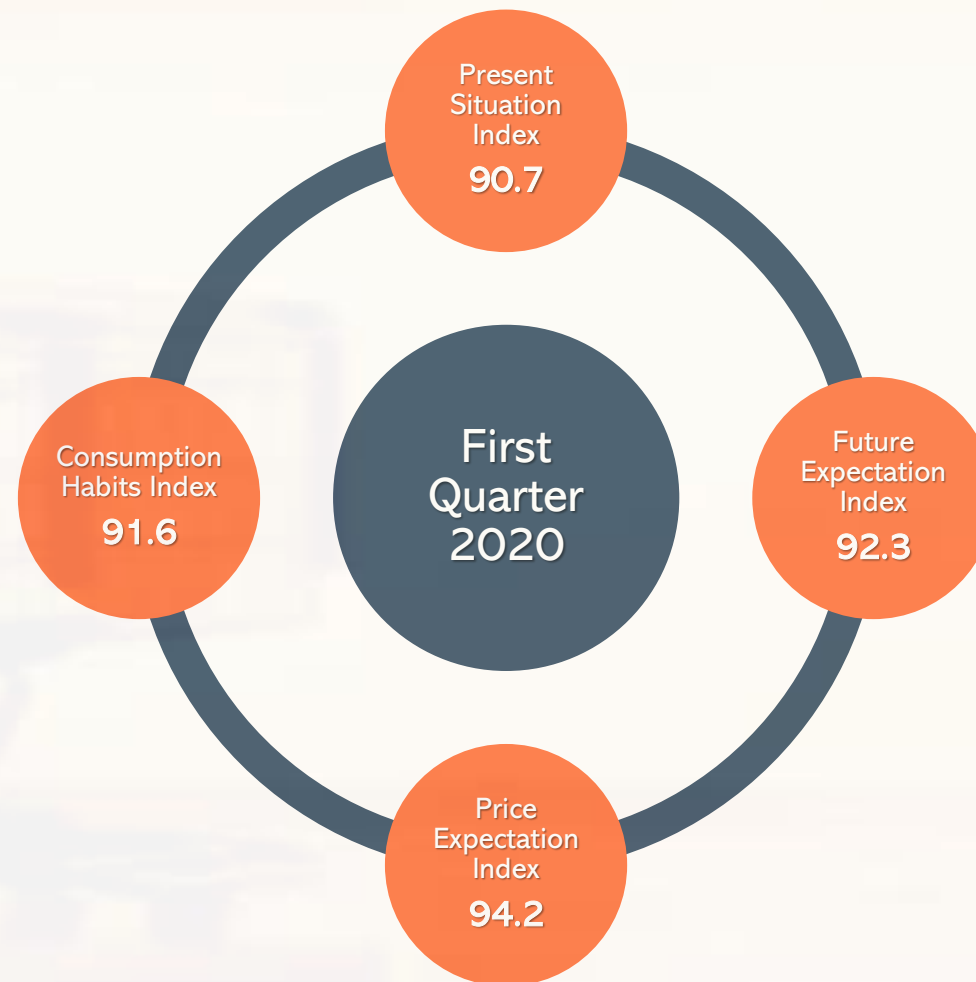 Present
Situation
Index
90.7
Consumption
Habits Index
91.6
First
Quarter
2020
Future
Expectation
Index
92.3
Price
Expectation
Index
94.2